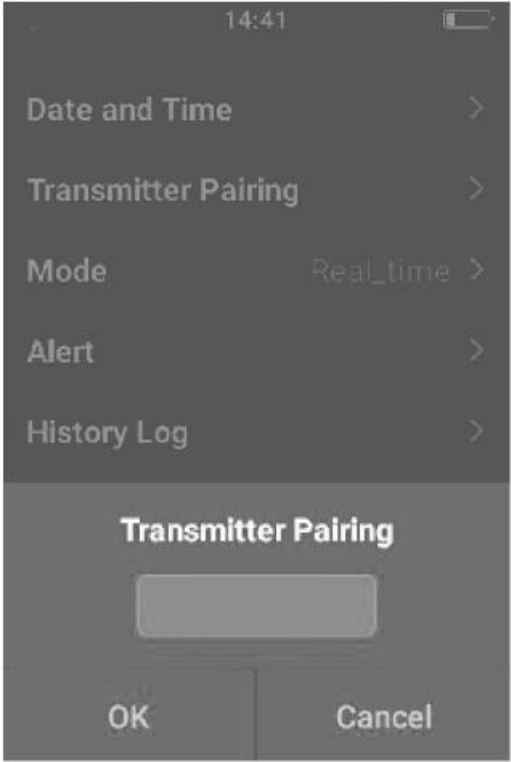 14:41
Date and Time
Transmitter Pairing
Mode Real_time
Alert
History Log
Transmitter Pairing
OK Cancel